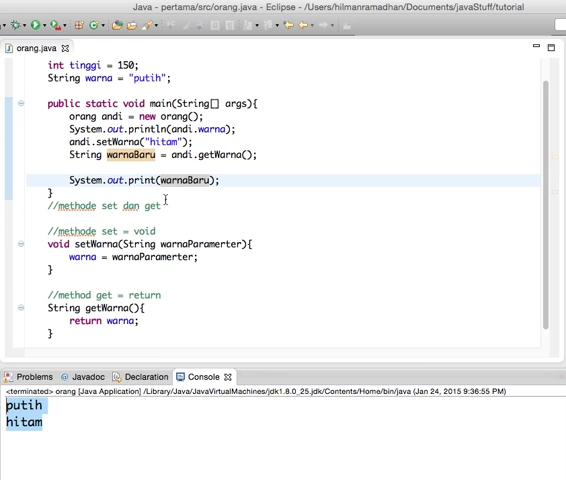 Java - pertama/src/orang.java - Eclipse - /Users/hilmanramadhan/Documents/javaStuff/tutorial
orang.java
int tinggi = 150;
String warna = "putih";
public static void main(String[] args){
orang andi = new orang();
System.out.println(andi.warna);
andi.setWarna("hitam");
String warnaBaru = andi.getWarna();
System.out.print(warnaBaru);
}
//methode set dan get
//methode set = void
void setWarna(String warnaParamerter){
warna = warnaParamerter;
}
//method get = return
String getWarna(){
return warna;
}
Problems @ Javadoc Declaration Console
<terminated> orang [Java Application] /Library/Java/JavaVirtualMachines/jdk1.8.0_25.jdk/Contents/Home/bin/java (Jan 24, 2015 9:36:55 PM)
putih
hitam